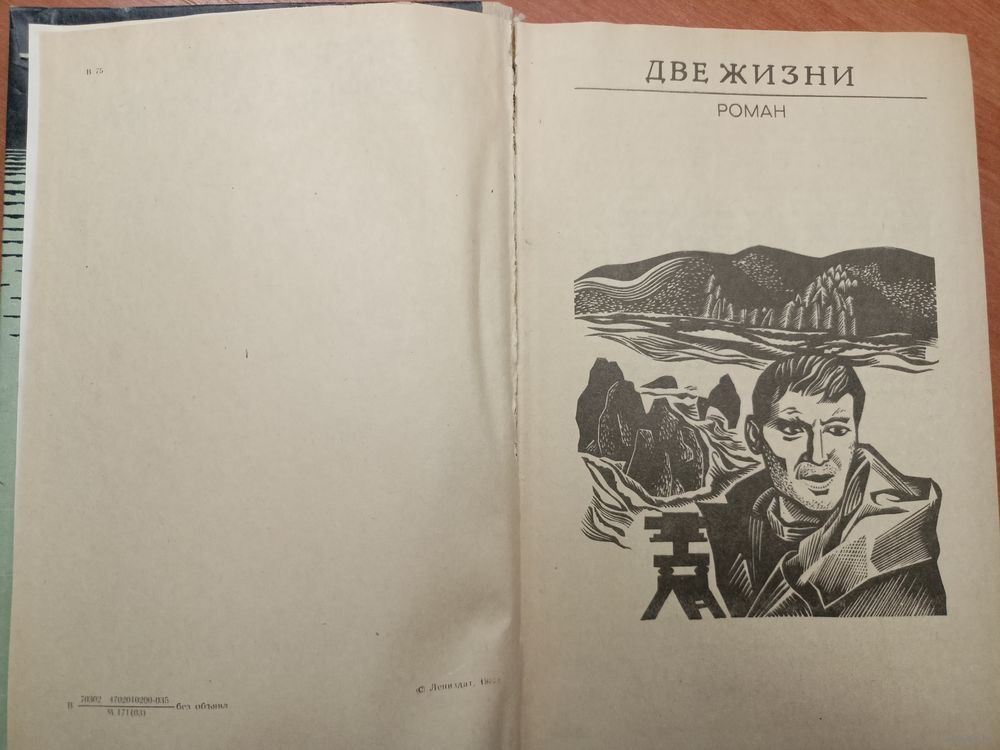 В 75
ДВЕ ЖИЗНИ
РОМАН
© Лениздат,
70302 4702010200-035
В без объявл
М 171(03)